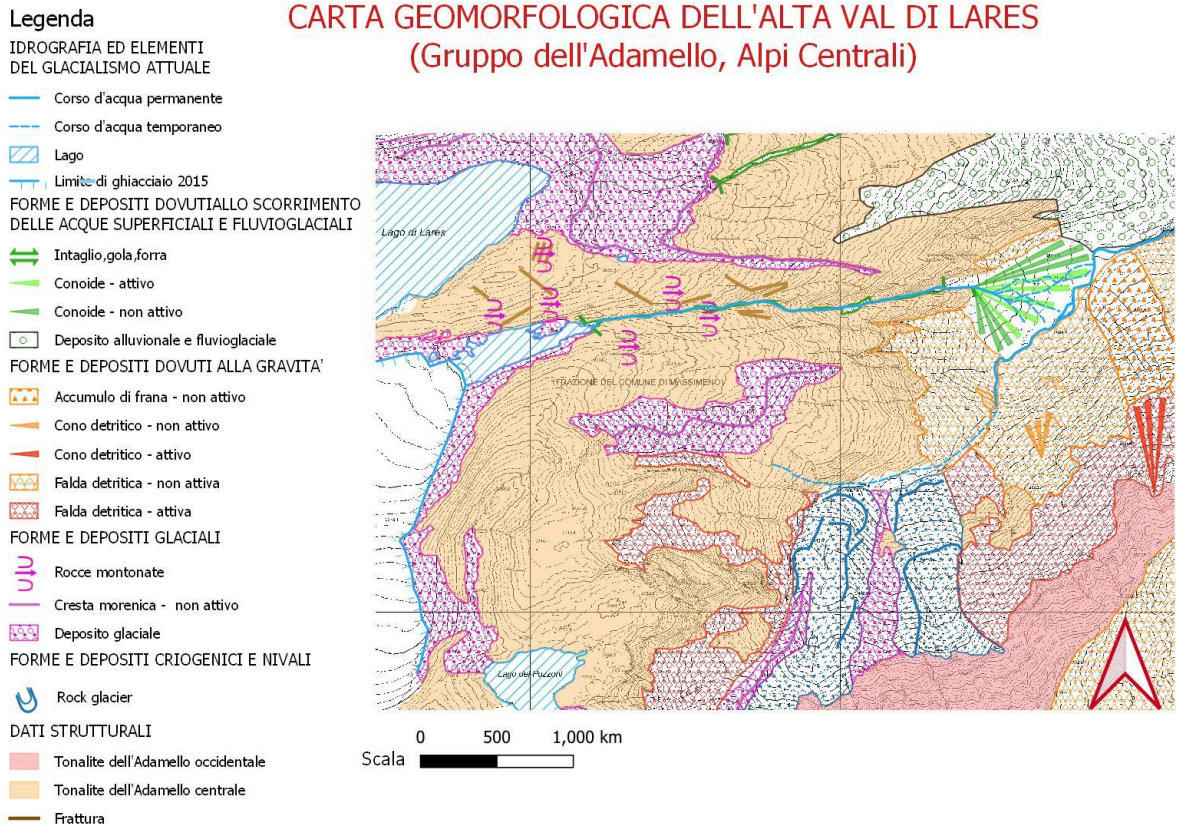 CARTA GEOMORFOLOGICA DELL'ALTA VAL DI LARES
(Gruppo dell'Adamello, Alpi Centrali)
Legenda
IDROGRAFIA ED ELEMENTI
DEL GLACIALISMO ATTUALE
Corso d'acqua permanente
Corso d'acqua temporaneo
Lago
Limite di ghiacciaio 2015
FORME E DEPOSITI DOVUTIALLO SCORRIMENTO
DELLE ACQUE SUPERFICIALI E FLUVIOGLACIALI
Intaglio,gola,forra
Conoide - attivo
Conoide - non attivo
Deposito alluvionale e fluvioglaciale
FORME E DEPOSITI DOVUTI ALLA GRAVITA'
Accumulo di frana - non attivo
Cono detritico - non attivo
Cono detritico - attivo
Falda detritica - non attiva
Falda detritica - attiva
FORME E DEPOSITI GLACIALI
Rocce montonate
Cresta morenica - non attivo
Deposito glaciale
FORME E DEPOSITI CRIOGENICI E NIVALI
Rock glacier
DATI STRUTTURALI
Tonalite dell'Adamello occidentale
Tonalite dell'Adamello centrale
Frattura
Lago di Lares
FRAZIONE DEL COMUNE DI MASSIMENO
Lago dei Pozzoni
0 500 1,000 km
Scala